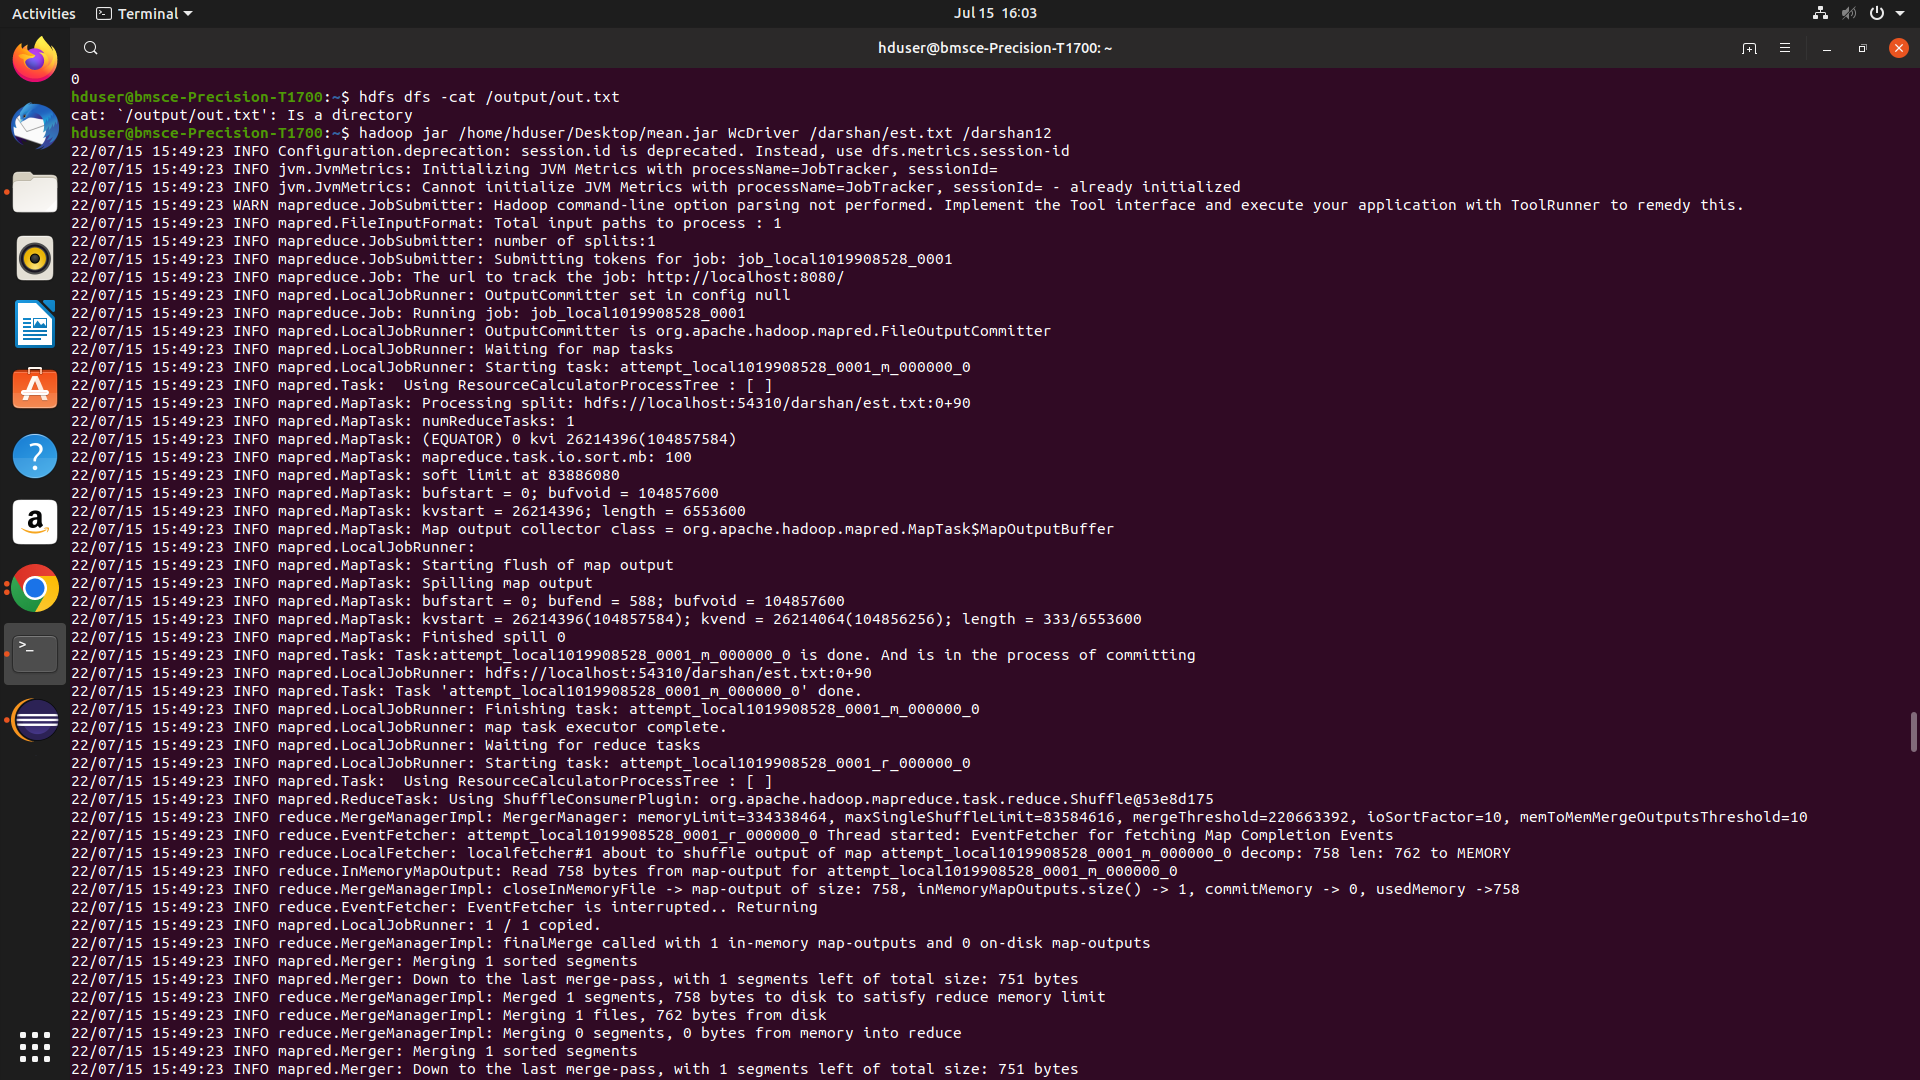 Activities
Terminal
Jul 15 16:03
hduser@bmsce-Precision-T1700: ~
0
hduser@bmsce-Precision-T1700:~$ hdfs dfs -cat /output/out.txt
cat: `/output/out.txt': Is a directory
hduser@bmsce-Precision-T1700:~$ hadoop jar /home/hduser/Desktop/mean.jar WcDriver /darshan/est.txt /darshan12
22/07/15 15:49:23 INFO Configuration.deprecation: session.id is deprecated. Instead, use dfs.metrics.session-id
22/07/15 15:49:23 INFO jvm.JvmMetrics: Initializing JVM Metrics with processName=JobTracker, sessionId=
22/07/15 15:49:23 INFO jvm.JvmMetrics: Cannot initialize JVM Metrics with processName=JobTracker, sessionId= - already initialized
22/07/15 15:49:23 WARN mapreduce.JobSubmitter: Hadoop command-line option parsing not performed. Implement the Tool interface and execute your application with ToolRunner to remedy this.
22/07/15 15:49:23 INFO mapred.FileInputFormat: Total input paths to process : 1
22/07/15 15:49:23 INFO mapreduce.JobSubmitter: number of splits:1
22/07/15 15:49:23 INFO mapreduce.JobSubmitter: Submitting tokens for job: job_local1019908528_0001
22/07/15 15:49:23 INFO mapreduce.Job: The url to track the job: http://localhost:8080/
22/07/15 15:49:23 INFO mapred.LocalJobRunner: OutputCommitter set in config null
22/07/15 15:49:23 INFO mapreduce.Job: Running job: job_local1019908528_0001
22/07/15 15:49:23 INFO mapred.LocalJobRunner: OutputCommitter is org.apache.hadoop.mapred.FileOutputCommitter
22/07/15 15:49:23 INFO mapred.LocalJobRunner: Waiting for map tasks
22/07/15 15:49:23 INFO mapred.LocalJobRunner: Starting task: attempt_local1019908528_0001_m_000000_0
22/07/15 15:49:23 INFO mapred.Task:  Using ResourceCalculatorProcessTree : [ ]
22/07/15 15:49:23 INFO mapred.MapTask: Processing split: hdfs://localhost:54310/darshan/est.txt:0+90
22/07/15 15:49:23 INFO mapred.MapTask: numReduceTasks: 1
22/07/15 15:49:23 INFO mapred.MapTask: (EQUATOR) 0 kvi 26214396(104857584)
22/07/15 15:49:23 INFO mapred.MapTask: mapreduce.task.io.sort.mb: 100
22/07/15 15:49:23 INFO mapred.MapTask: soft limit at 83886080
22/07/15 15:49:23 INFO mapred.MapTask: bufstart = 0; bufvoid = 104857600
22/07/15 15:49:23 INFO mapred.MapTask: kvstart = 26214396; length = 6553600
22/07/15 15:49:23 INFO mapred.MapTask: Map output collector class = org.apache.hadoop.mapred.MapTask$MapOutputBuffer
22/07/15 15:49:23 INFO mapred.LocalJobRunner:
22/07/15 15:49:23 INFO mapred.MapTask: Starting flush of map output
22/07/15 15:49:23 INFO mapred.MapTask: Spilling map output
22/07/15 15:49:23 INFO mapred.MapTask: bufstart = 0; bufend = 588; bufvoid = 104857600
22/07/15 15:49:23 INFO mapred.MapTask: kvstart = 26214396(104857584); kvend = 26214064(104856256); length = 333/6553600
22/07/15 15:49:23 INFO mapred.MapTask: Finished spill 0
22/07/15 15:49:23 INFO mapred.Task: Task:attempt_local1019908528_0001_m_000000_0 is done. And is in the process of committing
22/07/15 15:49:23 INFO mapred.LocalJobRunner: hdfs://localhost:54310/darshan/est.txt:0+90
22/07/15 15:49:23 INFO mapred.Task: Task 'attempt_local1019908528_0001_m_000000_0' done.
22/07/15 15:49:23 INFO mapred.LocalJobRunner: Finishing task: attempt_local1019908528_0001_m_000000_0
22/07/15 15:49:23 INFO mapred.LocalJobRunner: map task executor complete.
22/07/15 15:49:23 INFO mapred.LocalJobRunner: Waiting for reduce tasks
22/07/15 15:49:23 INFO mapred.LocalJobRunner: Starting task: attempt_local1019908528_0001_r_000000_0
22/07/15 15:49:23 INFO mapred.Task:  Using ResourceCalculatorProcessTree : [ ]
22/07/15 15:49:23 INFO mapred.ReduceTask: Using ShuffleConsumerPlugin: org.apache.hadoop.mapreduce.task.reduce.Shuffle@53e8d175
22/07/15 15:49:23 INFO reduce.MergeManagerImpl: MergerManager: memoryLimit=334338464, maxSingleShuffleLimit=83584616, mergeThreshold=220663392, ioSortFactor=10, memToMemMergeOutputsThreshold=10
22/07/15 15:49:23 INFO reduce.EventFetcher: attempt_local1019908528_0001_r_000000_0 Thread started: EventFetcher for fetching Map Completion Events
22/07/15 15:49:23 INFO reduce.LocalFetcher: localfetcher#1 about to shuffle output of map attempt_local1019908528_0001_m_000000_0 decomp: 758 len: 762 to MEMORY
22/07/15 15:49:23 INFO reduce.InMemoryMapOutput: Read 758 bytes from map-output for attempt_local1019908528_0001_m_000000_0
22/07/15 15:49:23 INFO reduce.MergeManagerImpl: closeInMemoryFile -> map-output of size: 758, inMemoryMapOutputs.size() -> 1, commitMemory -> 0, usedMemory ->758
22/07/15 15:49:23 INFO reduce.EventFetcher: EventFetcher is interrupted.. Returning
22/07/15 15:49:23 INFO mapred.LocalJobRunner: 1 / 1 copied.
22/07/15 15:49:23 INFO reduce.MergeManagerImpl: finalMerge called with 1 in-memory map-outputs and 0 on-disk map-outputs
22/07/15 15:49:23 INFO mapred.Merger: Merging 1 sorted segments
22/07/15 15:49:23 INFO mapred.Merger: Down to the last merge-pass, with 1 segments left of total size: 751 bytes
22/07/15 15:49:23 INFO reduce.MergeManagerImpl: Merged 1 segments, 758 bytes to disk to satisfy reduce memory limit
22/07/15 15:49:23 INFO reduce.MergeManagerImpl: Merging 1 files, 762 bytes from disk
22/07/15 15:49:23 INFO reduce.MergeManagerImpl: Merging 0 segments, 0 bytes from memory into reduce
22/07/15 15:49:23 INFO mapred.Merger: Merging 1 sorted segments
22/07/15 15:49:23 INFO mapred.Merger: Down to the last merge-pass, with 1 segments left of total size: 751 bytes